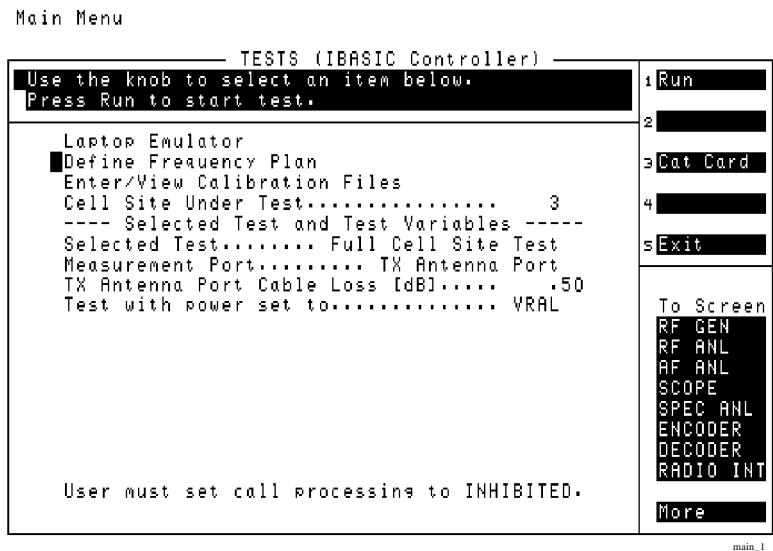 Main Menu
TESTS (IBASIC Controller)
Use the knob to select an item below.
Press Run to start test.
Laptop Emulator
Define Frequency Plan
Enter/View Calibration Files
Cell Site Under Test................ 3
---- Selected Test and Test Variables -----
Selected Test........ Full Cell Site Test
Measurement Port......... TX Antenna Port
TX Antenna Port Cable Loss [dB]..... .50
Test with power set to............... VRAL
User must set call processing to INHIBITED.
1 Run
2
3 Cat Card
4
5 Exit
To Screen
RF GEN
RF ANL
AF ANL
SCOPE
SPEC ANL
ENCODER
DECODER
RADIO INT
More
main_1